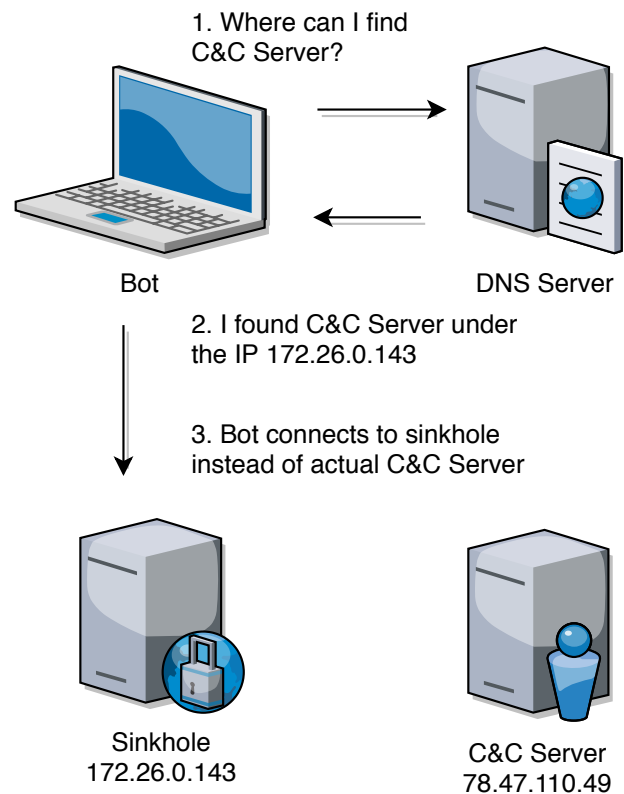 1. Where can I find
C&C Server?
Bot
DNS Server
2. I found C&C Server under
the IP 172.26.0.143
3. Bot connects to sinkhole
instead of actual C&C Server
Sinkhole
172.26.0.143
C&C Server
78.47.110.49